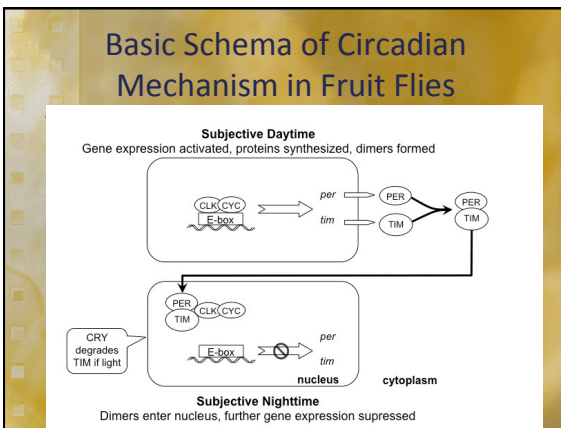 Basic Schema of Circadian
Mechanism in Fruit Flies
Subjective Daytime
Gene expression activated, proteins synthesized, dimers formed
CLK CYC
E-box
per
tim
PER
TIM
PER
TIM
PER
TIM
CLK CYC
CRY
degrades
TIM if light
E-box
per
tim
nucleus
cytoplasm
Subjective Nighttime
Dimers enter nucleus, further gene expression supressed